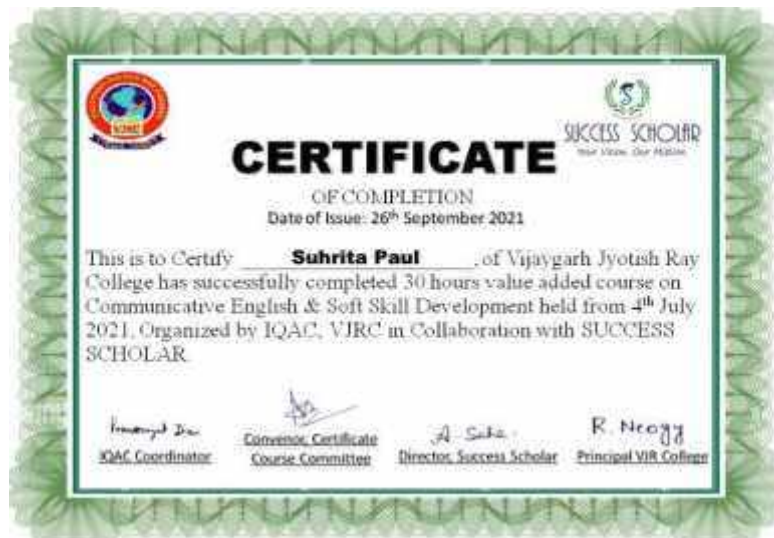 SUCCESS SCHOLAR
Your Vision, Our Mission
CERTIFICATE
OF COMPLETION
Date of Issue: 26th September 2021
This is to Certify Suhrita Paul, of Vijaygarh Jyotish Ray
College has successfully completed 30 hours value added course on
Communicative English & Soft Skill Development held from 4th July
2021, Organized by IQAC, VJRC in Collaboration with SUCCESS
SCHOLAR
A. Saha
R. Neogy
IQAC Coordinator
Convenor, Certificate
Course Committee
Director, Success Scholar
Principal VJR College